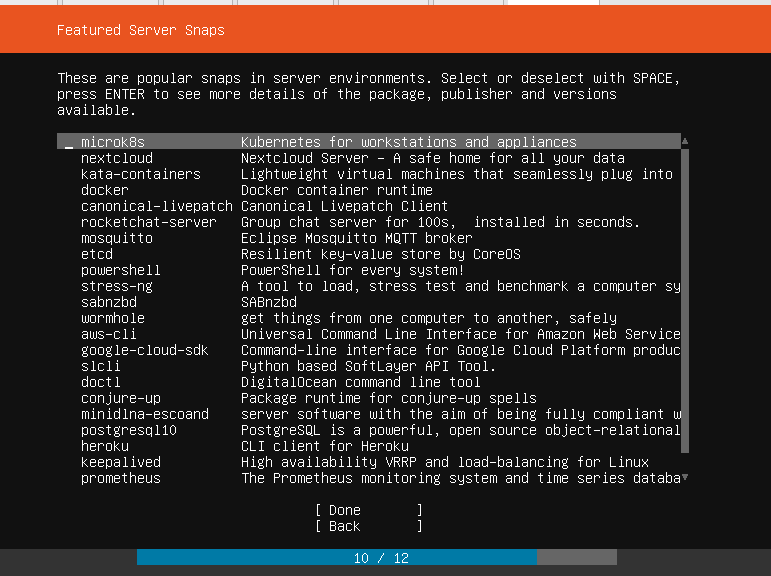 Featured Server Snaps
These are popular snaps in server environments. Select or deselect with SPACE,
press ENTER to see more details of the package, publisher and versions
available.
microk8s Kubernetes for workstations and appliances
nextcloud Nextcloud Server - A safe home for all your data
kata-containers Lightweight virtual machines that seamlessly plug into
docker Docker container runtime
canonical-livepatch Canonical Livepatch Client
rocketchat-server Group chat server for 100s, installed in seconds.
mosquitto Eclipse Mosquitto MQTT broker
etcd Resilient key-value store by CoreOS
powershell PowerShell for every system!
stress-ng A tool to load, stress test and benchmark a computer sy
sabnzbd SABnzbd
wormhole get things from one computer to another, safely
aws-cli Universal Command Line Interface for Amazon Web Service
google-cloud-sdk Command-line interface for Google Cloud Platform produc
slcli Python based SoftLayer API Tool.
doctl DigitalOcean command line tool
conjure-up Package runtime for conjure-up spells
minidlna-escoand server software with the aim of being fully compliant w
postgresql10 PostgreSQL is a powerful, open source object-relational
heroku CLI client for Heroku
keepalived High availability VRRP and load-balancing for Linux
prometheus The Prometheus monitoring system and time series databa
[ Done ]
[ Back ]
10 / 12